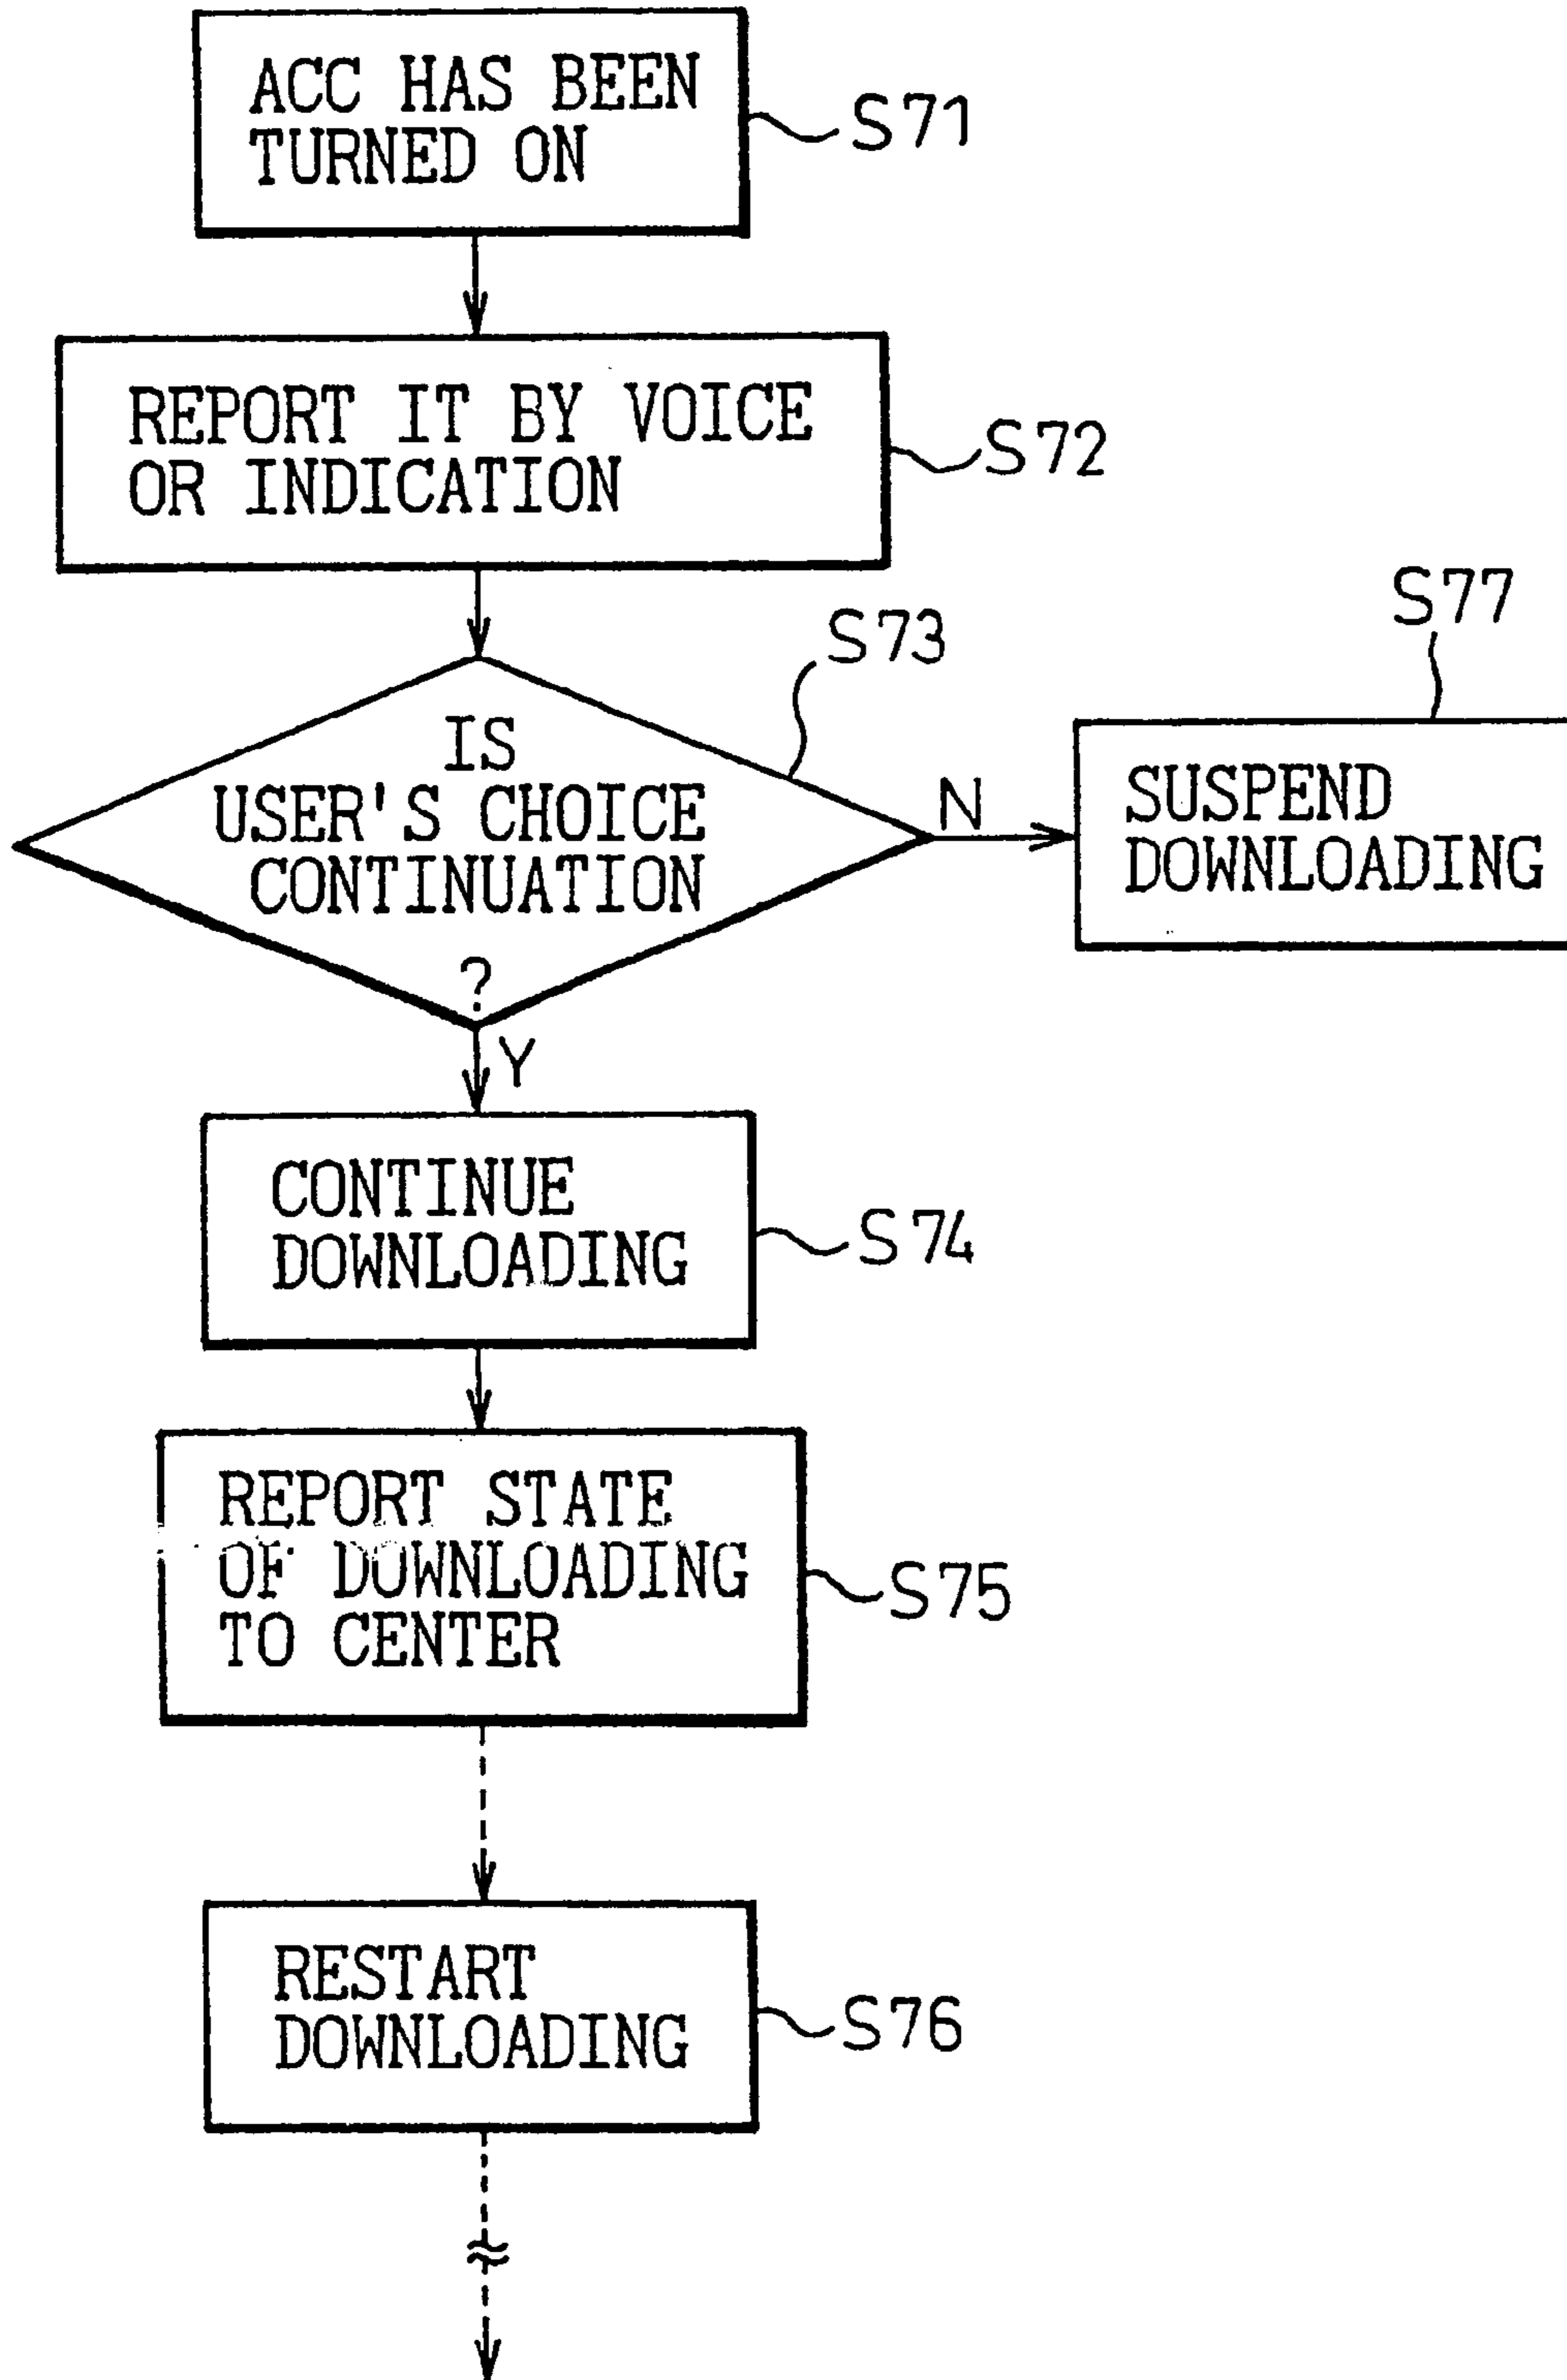 ACC HAS BEEN
TURNED ON
S71
REPORT IT BY VOICE
OR INDICATION
S72
S73
IS
USER'S CHOICE
CONTINUATION
?
N
S77
SUSPEND
DOWNLOADING
Y
CONTINUE
DOWNLOADING
S74
REPORT STATE
OF DOWNLOADING
TO CENTER
S75
RESTART
DOWNLOADING
S76